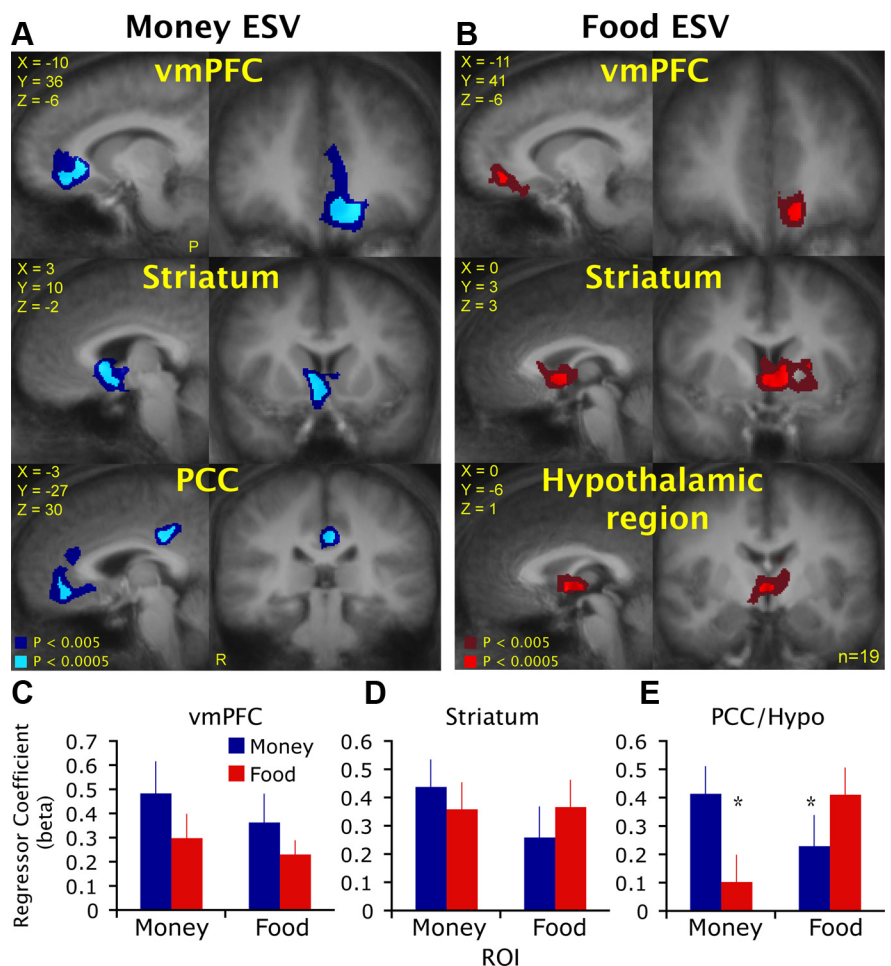 A
Money ESV
B
Food ESV
X = -10
Y = 36
Z = -6
vmPFC
P
X = -11
Y = 41
Z = -6
vmPFC
X = 3
Y = 10
Z = -2
Striatum
X = 0
Y = 3
Z = 3
Striatum
X = -3
Y = -27
Z = 30
PCC
P < 0.005
P < 0.0005
R
X = 0
Y = -6
Z = 1
Hypothalamic
region
P < 0.005
P < 0.0005
n=19
C
vmPFC
Regressor Coefficient
(beta)
0.7
0.6
0.5
0.4
0.3
0.2
0.1
0
Money
Food
Money
Food
D
Striatum
0.6
0.5
0.4
0.3
0.2
0.1
0
Money
Food
ROI
E
PCC/Hypo
0.6
0.5
0.4
0.3
0.2
0.1
0
*
*
Money
Food